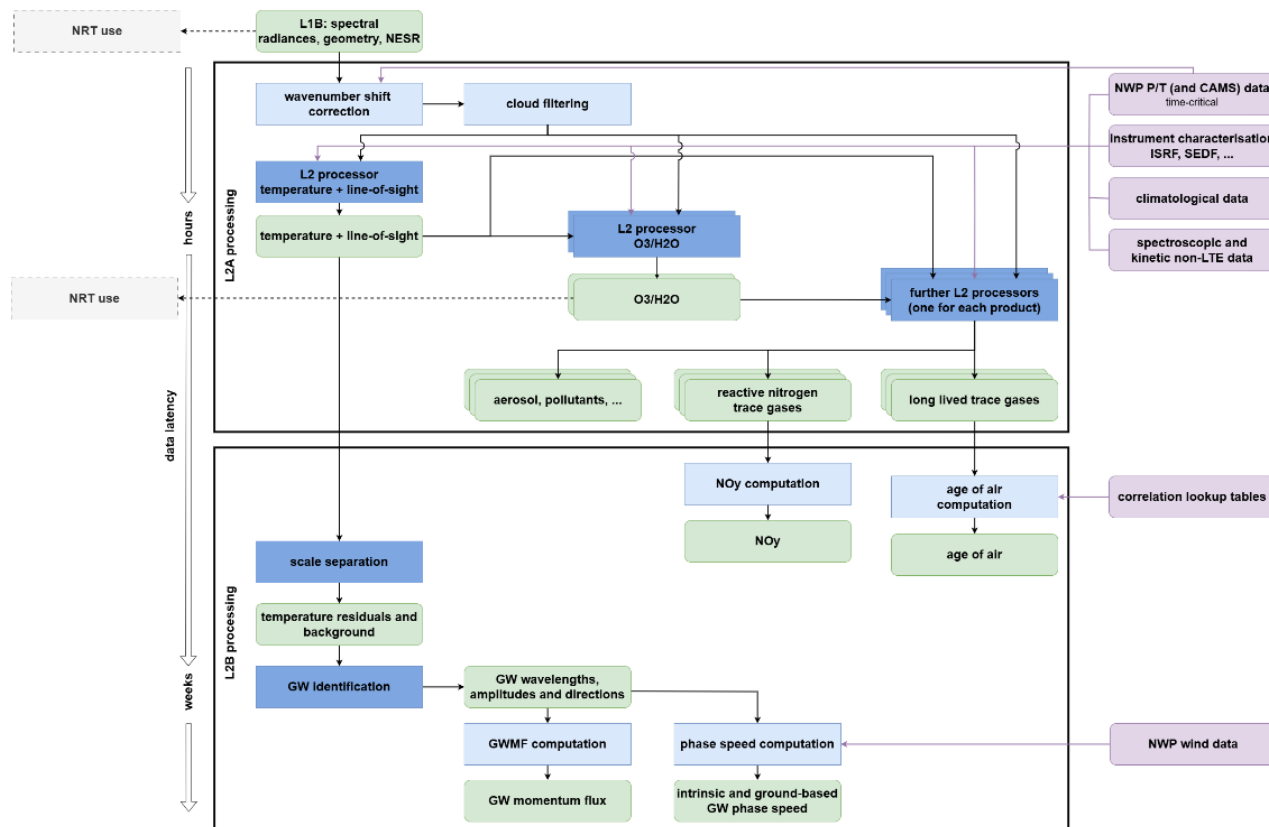 L1B: spectral
radiances, geometry, NESR
NRT use
wavenumber shift
correction
cloud filtering
NWP P/T (and CAMS) data
time-critical
instrument characterisation
ISRF, SEDF, ...
climatological data
spectroscopic and
kinetic non-LTE data
L2A processing
L2 processor
temperature + line-of-sight
temperature + line-of-sight
L2 processor
O3/H2O
O3/H2O
NRT use
further L2 processors
(one for each product)
aerosol, pollutants, ...
reactive nitrogen
trace gases
long lived trace gases
hours
data latency
weeks
L2B processing
NOy computation
NOy
age of air
computation
correlation lookup tables
age of air
scale separation
temperature residuals and
background
GW identification
GW wavelengths,
amplitudes and directions
GWMF computation
phase speed computation
NWP wind data
GW momentum flux
intrinsic and ground-based
GW phase speed